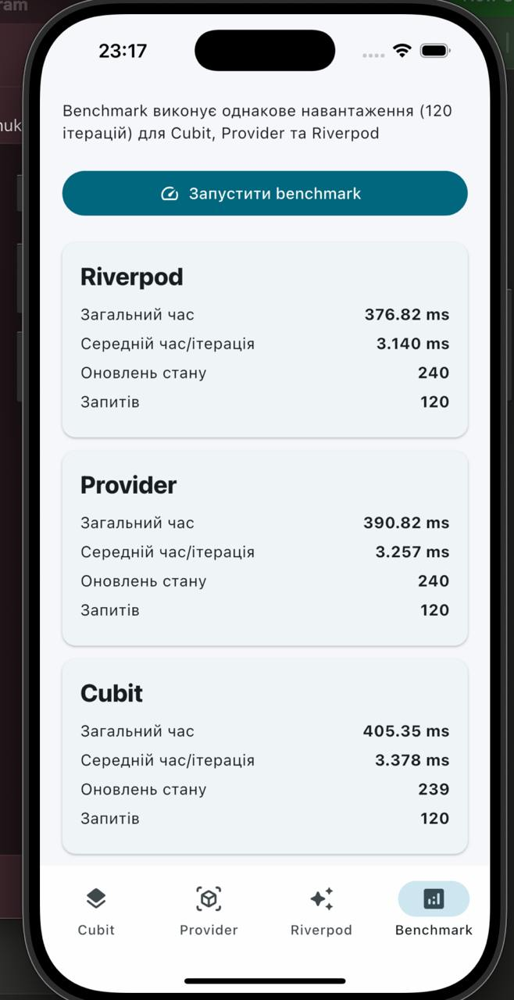 ram
nuk
23:17
Benchmark виконує однакове навантаження (120
ітерацій) для Cubit, Provider та Riverpod
Запустити benchmark
Riverpod
Загальний час 376.82 ms
Середній час/ітерація 3.140 ms
Оновлень стану 240
Запитів 120
Provider
Загальний час 390.82 ms
Середній час/ітерація 3.257 ms
Оновлень стану 240
Запитів 120
Cubit
Загальний час 405.35 ms
Середній час/ітерація 3.378 ms
Оновлень стану 239
Запитів 120
Cubit Provider Riverpod Benchmark